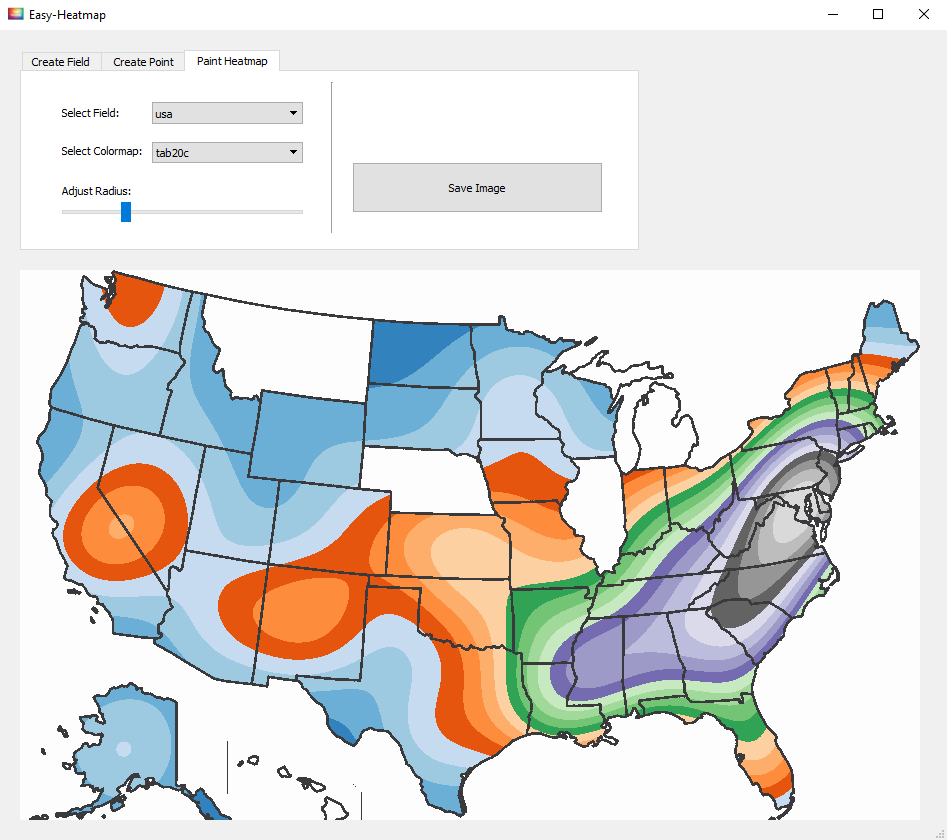 Easy-Heatmap
Create Field
Create Point
Paint Heatmap
Select Field:
usa
Select Colormap:
tab20c
Adjust Radius:
Save Image